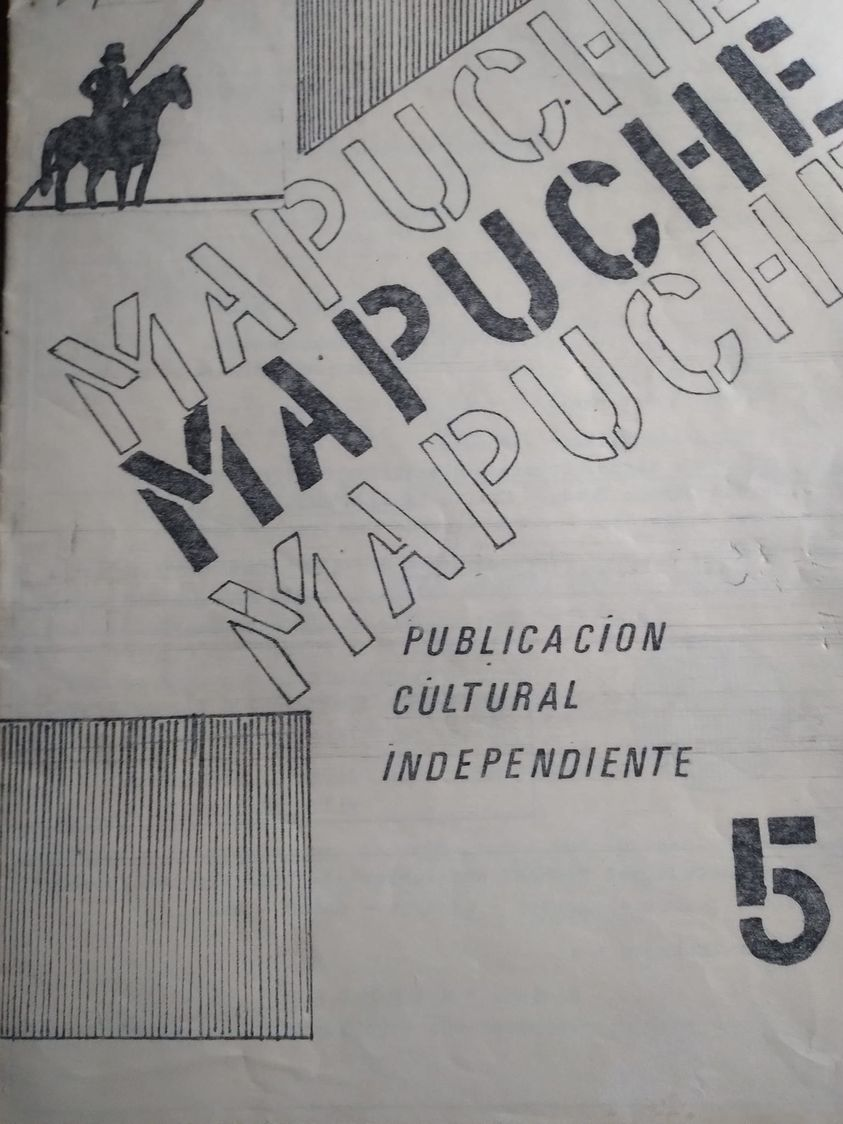 MAPUCHE
MAPUCHE
MAPUCHE
PUBLICACION
CULTURAL
INDEPENDIENTE
5